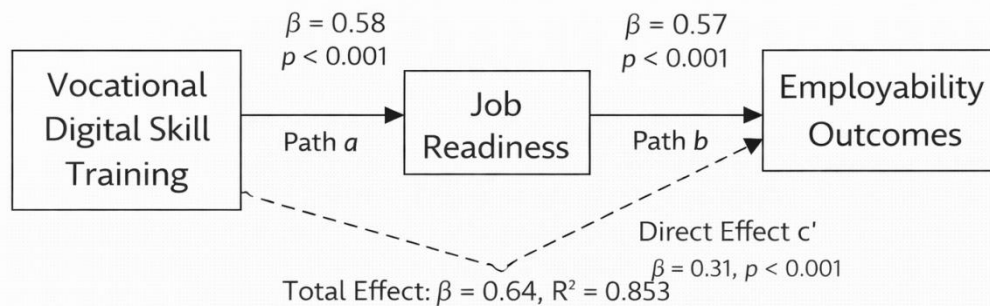 β = 0.58
p < 0.001
β = 0.57
p < 0.001
Vocational
Digital Skill
Training
Path a
Job
Readiness
Path b
Employability
Outcomes
Direct Effect c'
β = 0.31, p < 0.001
Total Effect: β = 0.64, R² = 0.853